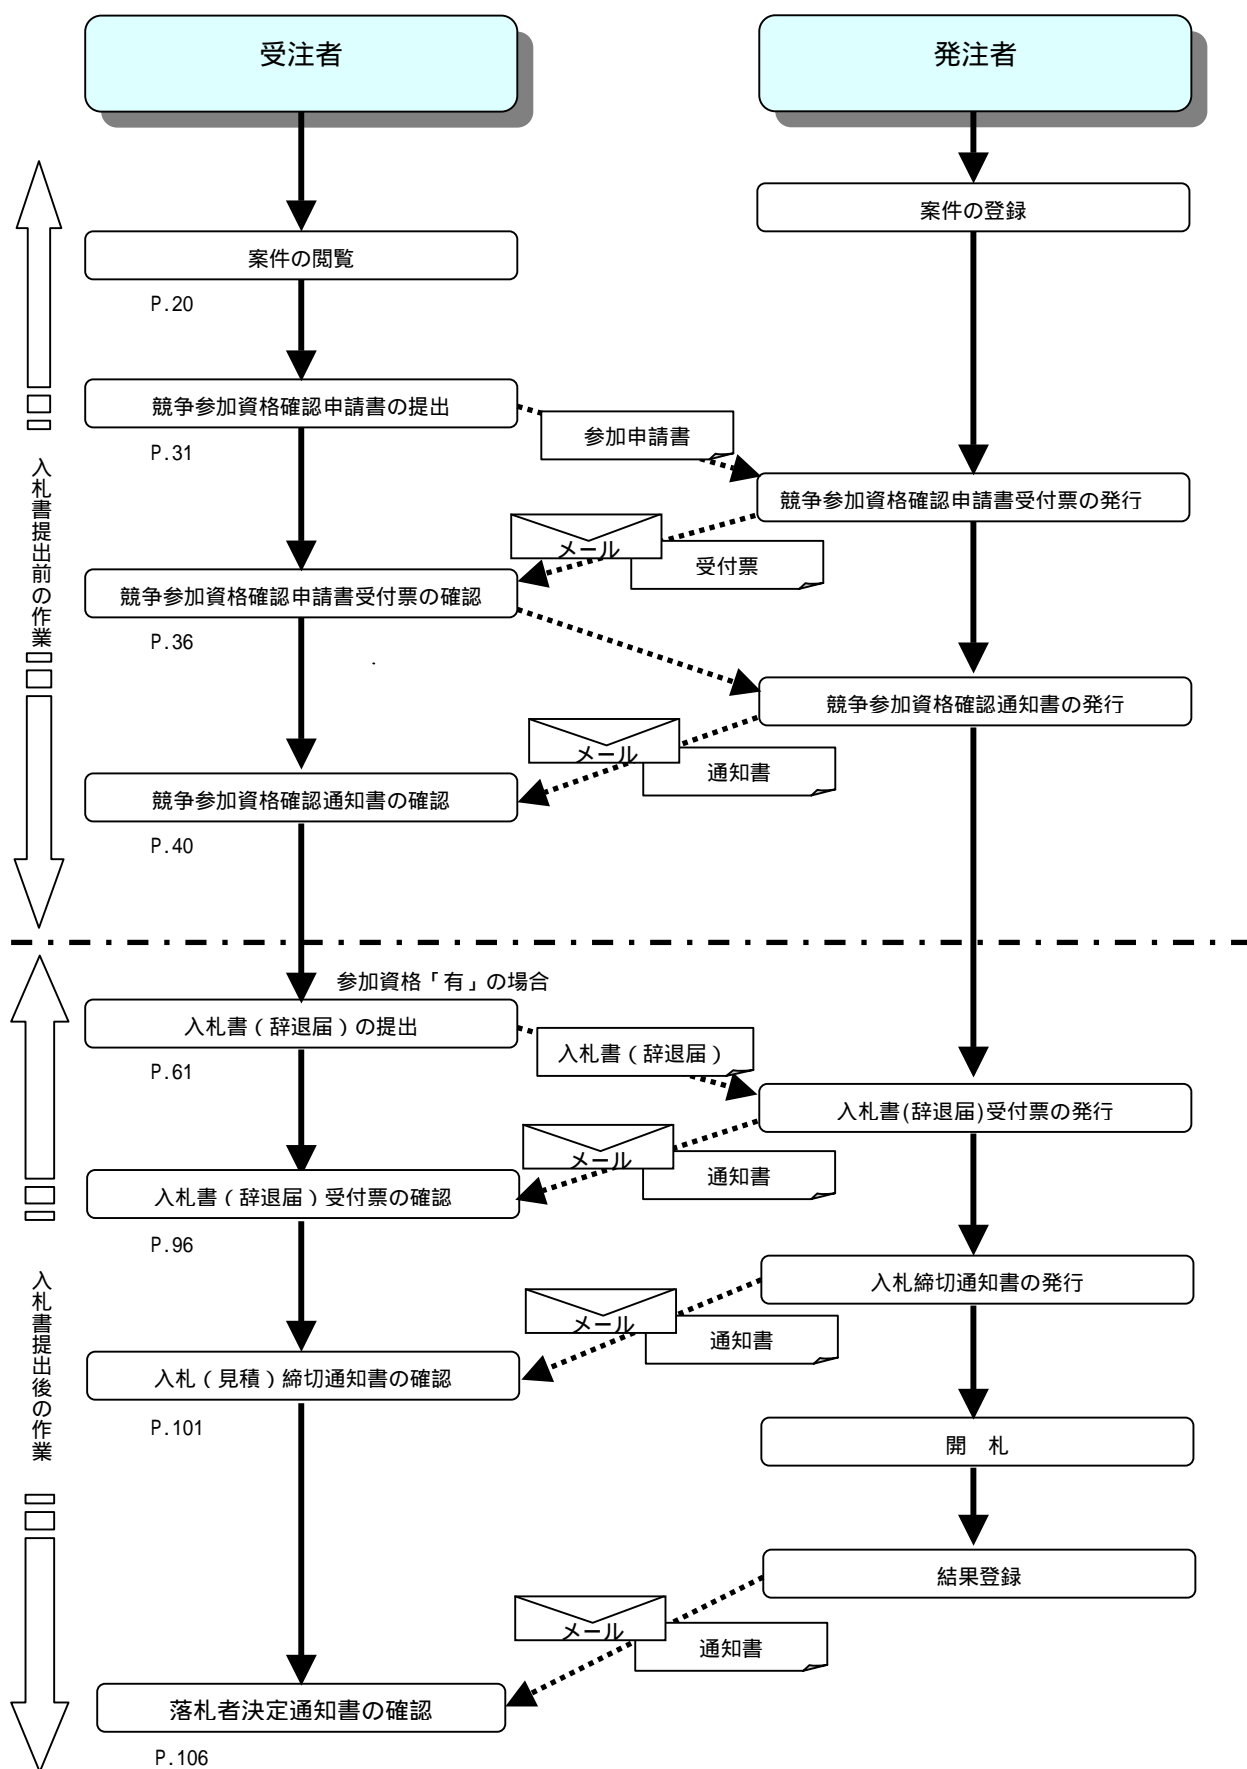 受注者
発注者
案件の登録
案件の閲覧
P.20
競争参加資格確認申請書の提出
参加申請書
P.31
競争参加資格確認申請書受付票の発行
メール
受付票
競争参加資格確認申請書受付票の確認
P.36
入札書提出前の作業
競争参加資格確認通知書の発行
メール
通知書
競争参加資格確認通知書の確認
P.40
参加資格「有」の場合
入札書(辞退届)の提出
入札書(辞退届)
P.61
入札書(辞退届)受付票の発行
メール
通知書
入札書(辞退届)受付票の確認
P.96
入札締切通知書の発行
メール
通知書
入札(見積)締切通知書の確認
P.101
入札書提出後の作業
開 札
結果登録
メール
通知書
落札者決定通知書の確認
P.106